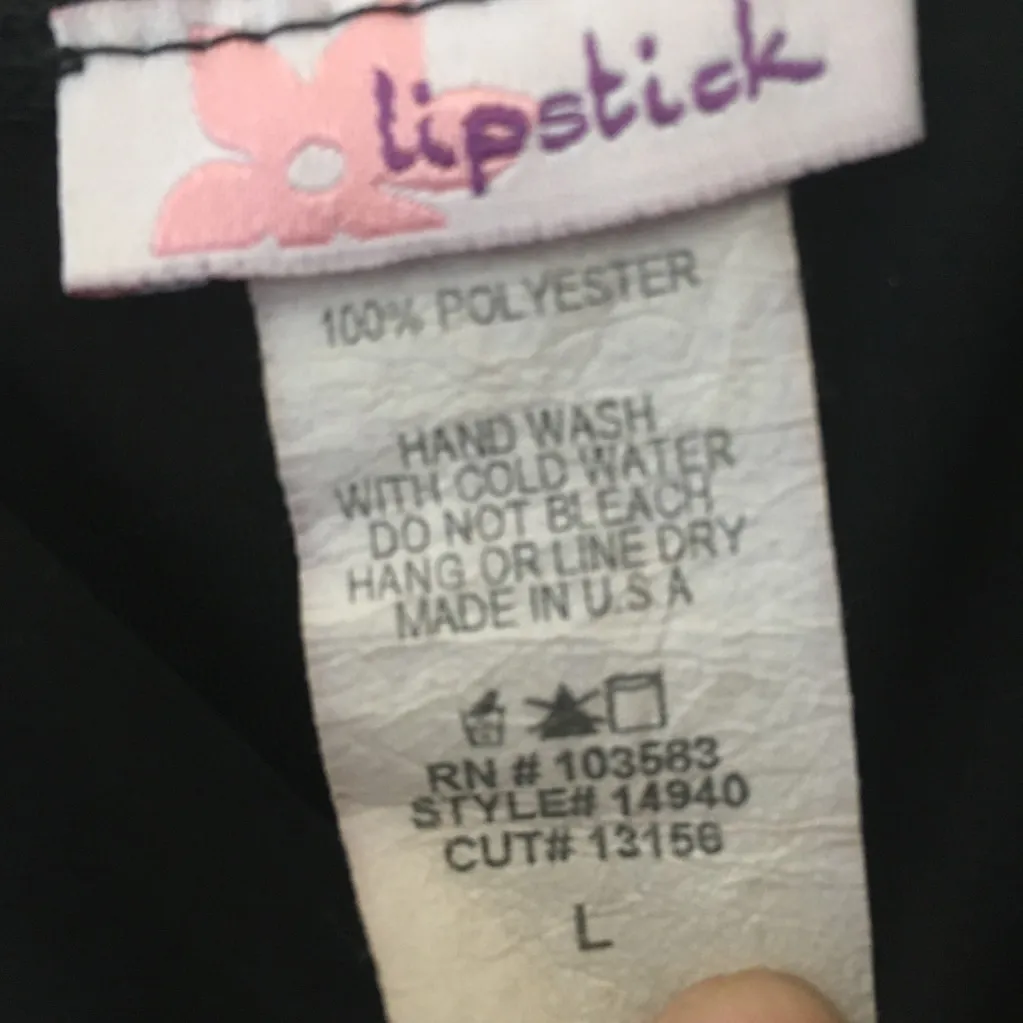 lipstick
100% POLYESTER
HAND WASH
WITH COLD WATER
DO NOT BLEACH
HANG OR LINE DRY
MADE IN U.S.A
RN # 103583
STYLE# 14940
CUT# 13156
L